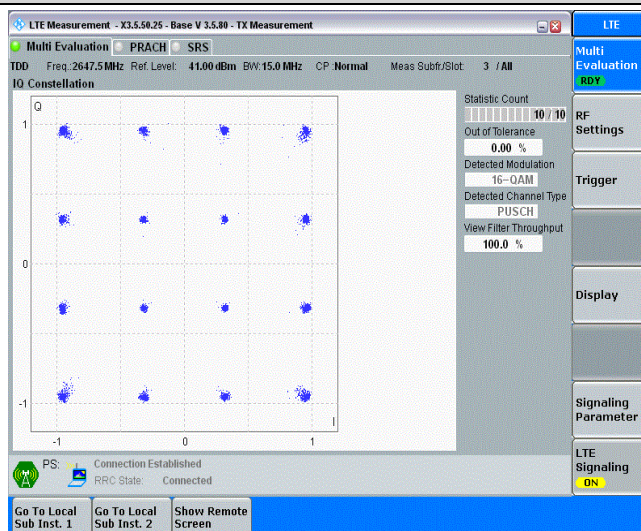 LTE Measurement - X3.5.50.25 - Base V 3.5.80 - TX Measurement
LTE
Multi Evaluation PRACH SRS
TDD Freq.:2647.5 MHz Ref. Level: 41.00 dBm BW:15.0 MHz CP :Normal Meas Subfr./Slot: 3 / All
IQ Constellation
Q
1
0
-1
-1 0 1
I
Statistic Count
10 / 10
Out of Tolerance
0.00 %
Detected Modulation
16-QAM
Detected Channel Type
PUSCH
View Filter Throughput
100.0 %
Multi
Evaluation
RDY
RF
Settings
Trigger
Display
Signaling
Parameter
LTE
Signaling
ON
PS: Connection Established
RRC State: Connected
Go To Local
Sub Inst. 1
Go To Local
Sub Inst. 2
Show Remote
Screen